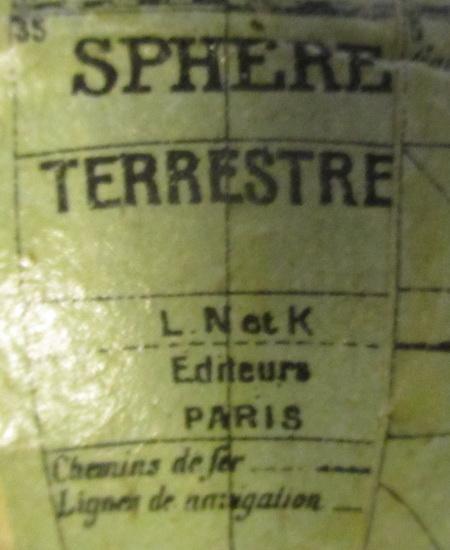 35
SPHÈRE
TERRESTRE
L. N et K
Editeurs
PARIS
Chemins de fer
Lignes de navigation